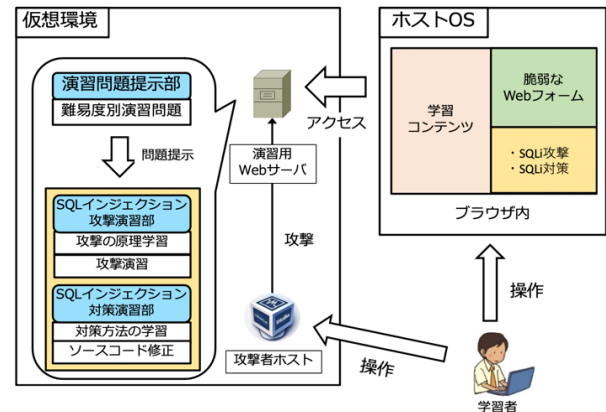 仮想環境
演習問題提示部
難易度別演習問題
問題提示
SQLインジェクション
攻撃演習部
攻撃の原理学習
攻撃演習
SQLインジェクション
対策演習部
対策方法の学習
ソースコード修正
演習用
Webサーバ
攻撃
攻撃者ホスト
アクセス
操作
ホストOS
学習
コンテンツ
脆弱な
Webフォーム
・SQLi攻撃
・SQLi対策
ブラウザ内
操作
学習者